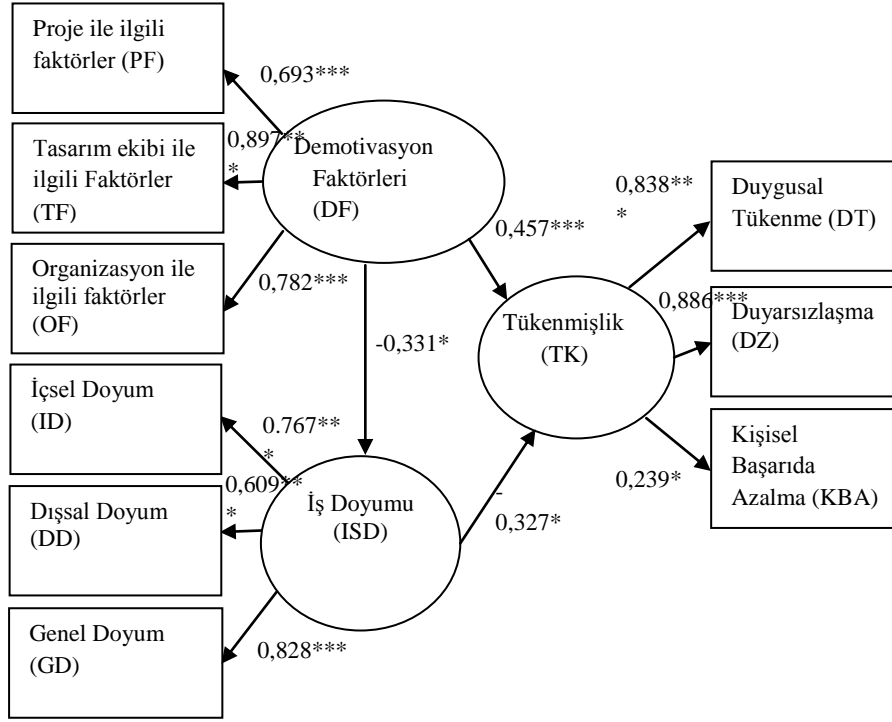 Proje ile ilgili
faktörler (PF)
0,693***
Tasarım ekibi ile
ilgili Faktörler
(TF)
0,897**
*
Demotivasyon
Faktörleri
(DF)
Organizasyon ile
ilgili faktörler
(OF)
0,782***
0,457***
-0,331*
0,838**
*
Duygusal
Tükenme (DT)
0,886***
Tükenmişlik
(TK)
Duyarsızlaşma
(DZ)
Kişisel
Başarıda
Azalma (KBA)
0,239*
İçsel Doyum
(ID)
0.767**
*
Dışsal Doyum
(DD)
0,609**
*
İş Doyumu
(ISD)
-
0,327*
Genel Doyum
(GD)
0,828***